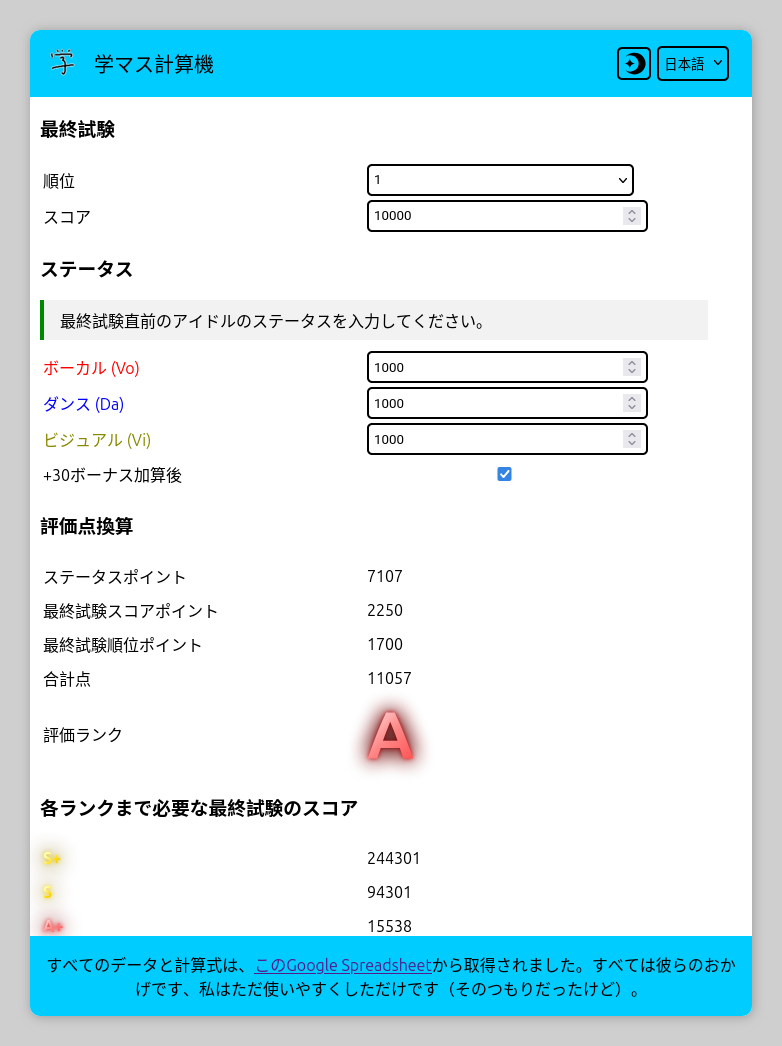 学 学マス計算機 日本語
最終試験
順位 1
スコア 10000
ステータス
最終試験直前のアイドルのステータスを入力してください。
ボーカル (Vo) 1000
ダンス (Da) 1000
ビジュアル (Vi) 1000
+30ボーナス加算後
評価点換算
ステータスポイント 7107
最終試験スコアポイント 2250
最終試験順位ポイント 1700
合計点 11057
評価ランク A
各ランクまで必要な最終試験のスコア
S+ 244301
S 94301
A+ 15538
すべてのデータと計算式は、このGoogle Spreadsheetから取得されました。すべては彼らのおか
げです、私はただ使いやすくしただけです（そのつもりだったけど）。